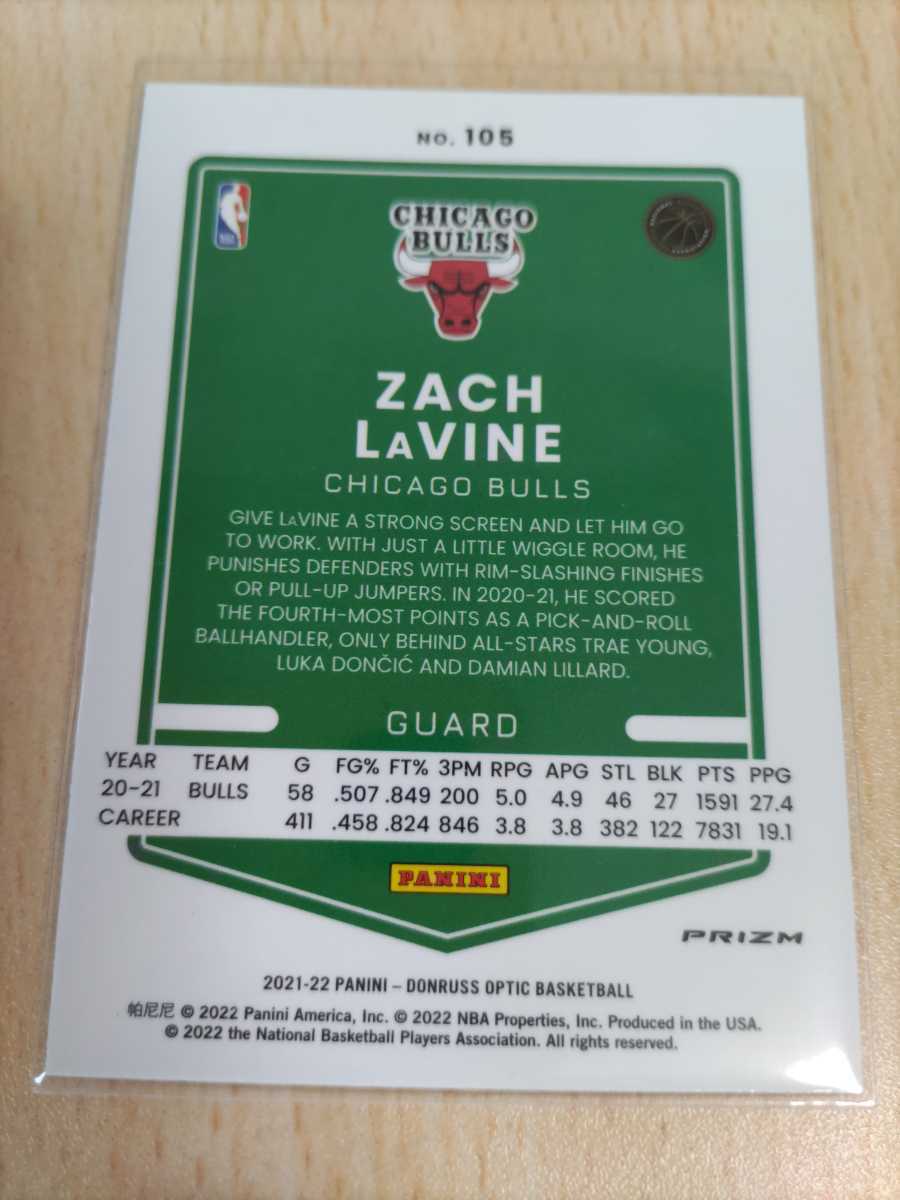 NO. 105
CHICAGO
BULLS
ZACH
LaVINE
CHICAGO BULLS
GIVE LaVINE A STRONG SCREEN AND LET HIM GO
TO WORK. WITH JUST A LITTLE WIGGLE ROOM, HE
PUNISHES DEFENDERS WITH RIM-SLASHING FINISHES
OR PULL-UP JUMPERS. IN 2020-21, HE SCORED
THE FOURTH-MOST POINTS AS A PICK-AND-ROLL
BALLHANDLER, ONLY BEHIND ALL-STARS TRAE YOUNG,
LUKA DONČIĆ AND DAMIAN LILLARD.
GUARD
YEAR TEAM G FG% FT% 3PM RPG APG STL BLK PTS PPG
20-21 BULLS 58 .507 .849 200 5.0 4.9 46 27 1591 27.4
CAREER 411 .458 .824 846 3.8 3.8 382 122 7831 19.1
PANINI
PRIZM
2021-22 PANINI – DONRUSS OPTIC BASKETBALL
帕尼尼 © 2022 Panini America, Inc. © 2022 NBA Properties, Inc. Produced in the USA.
© 2022 the National Basketball Players Association. All rights reserved.